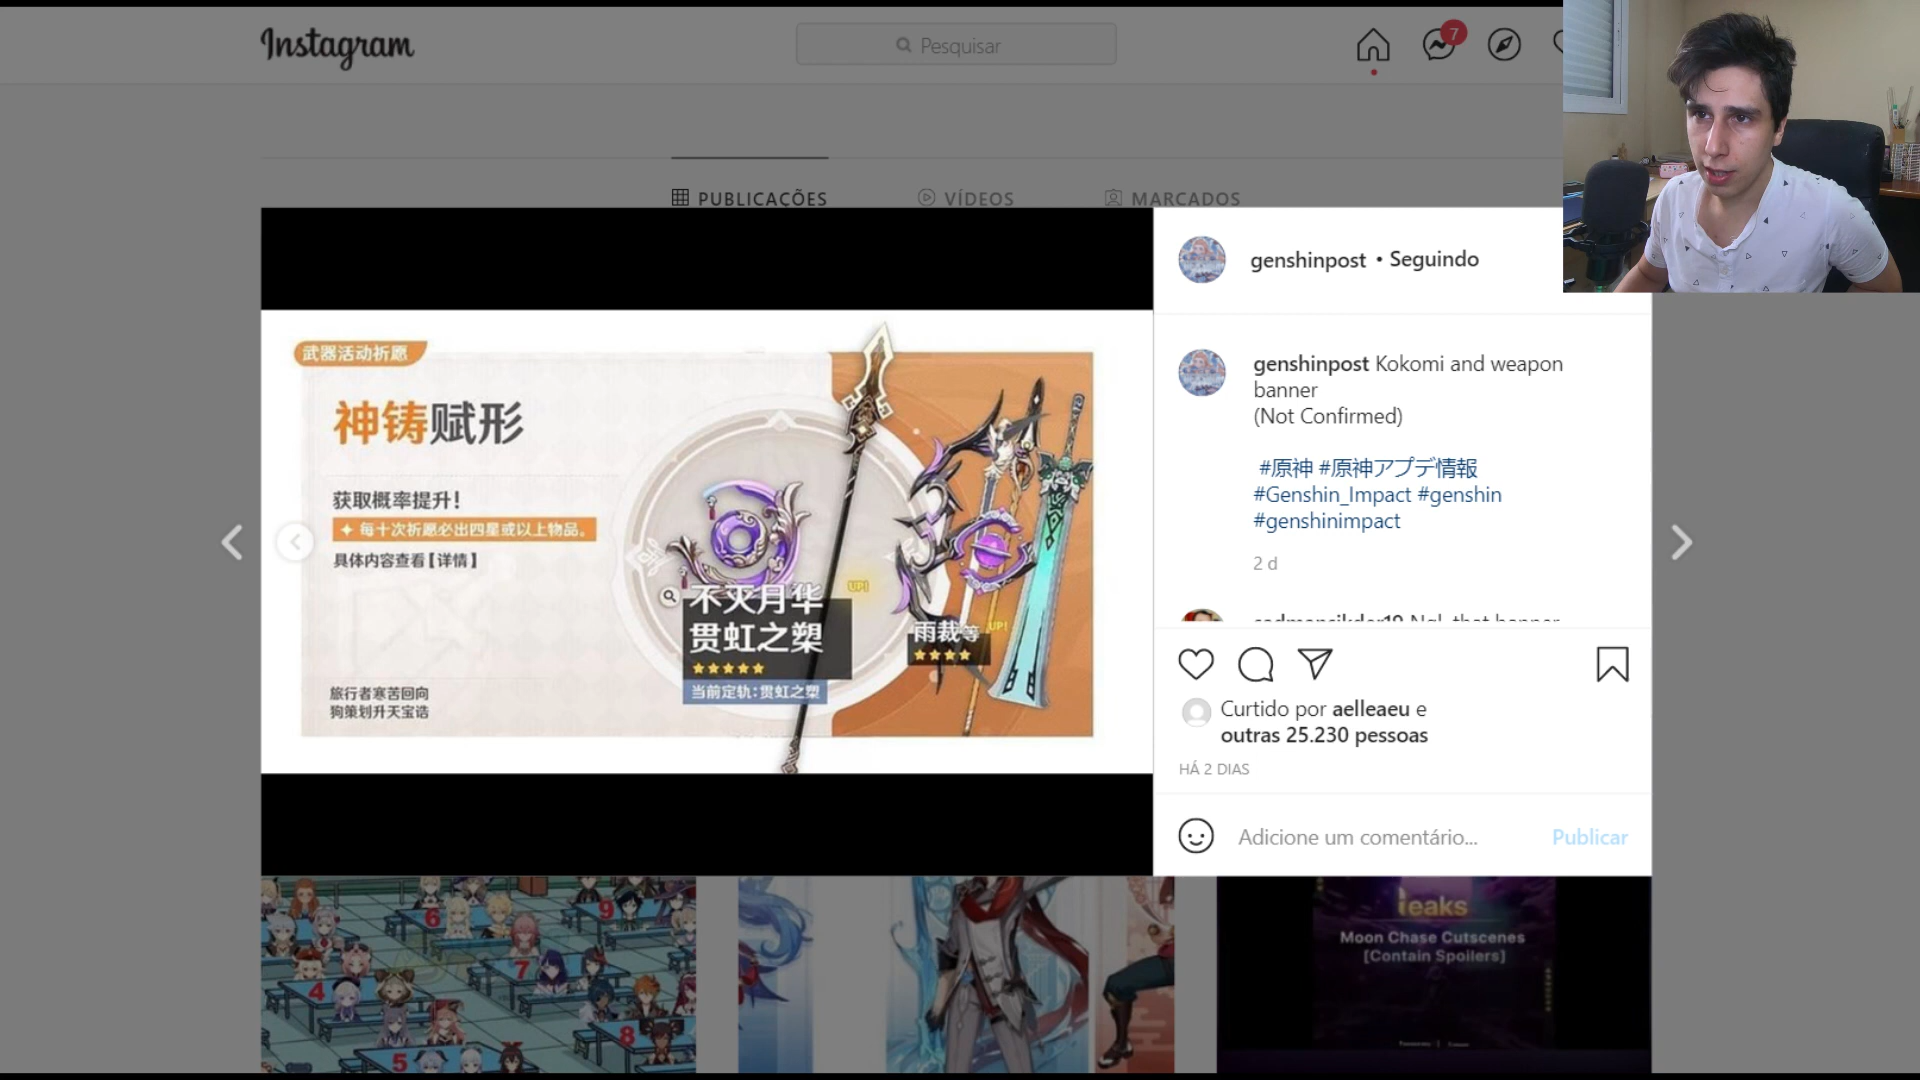 Instagram
Pesquisar
7
PUBLICAÇÕES
VÍDEOS
MARCADOS
genshinpost • Seguindo
武器活动祈愿
神铸赋形
获取概率提升!
每十次祈愿必出四星或以上物品。
具体内容查看【详情】
旅行者寒苦回向
狗策划升天宝诰
UP!
不灭月华
贯虹之槊
当前定轨:贯虹之槊
UP!
雨裁等
genshinpost Kokomi and weapon
banner
(Not Confirmed)
#原神 #原神アプデ情報
#Genshin_Impact #genshin
#genshinimpact
2 d
Curtido por aelleaeu e
outras 25.230 pessoas
HÁ 2 DIAS
Adicione um comentário...
Publicar
6
9
7
4
8
5
leaks
Moon Chase Cutscenes
[Contain Spoilers]